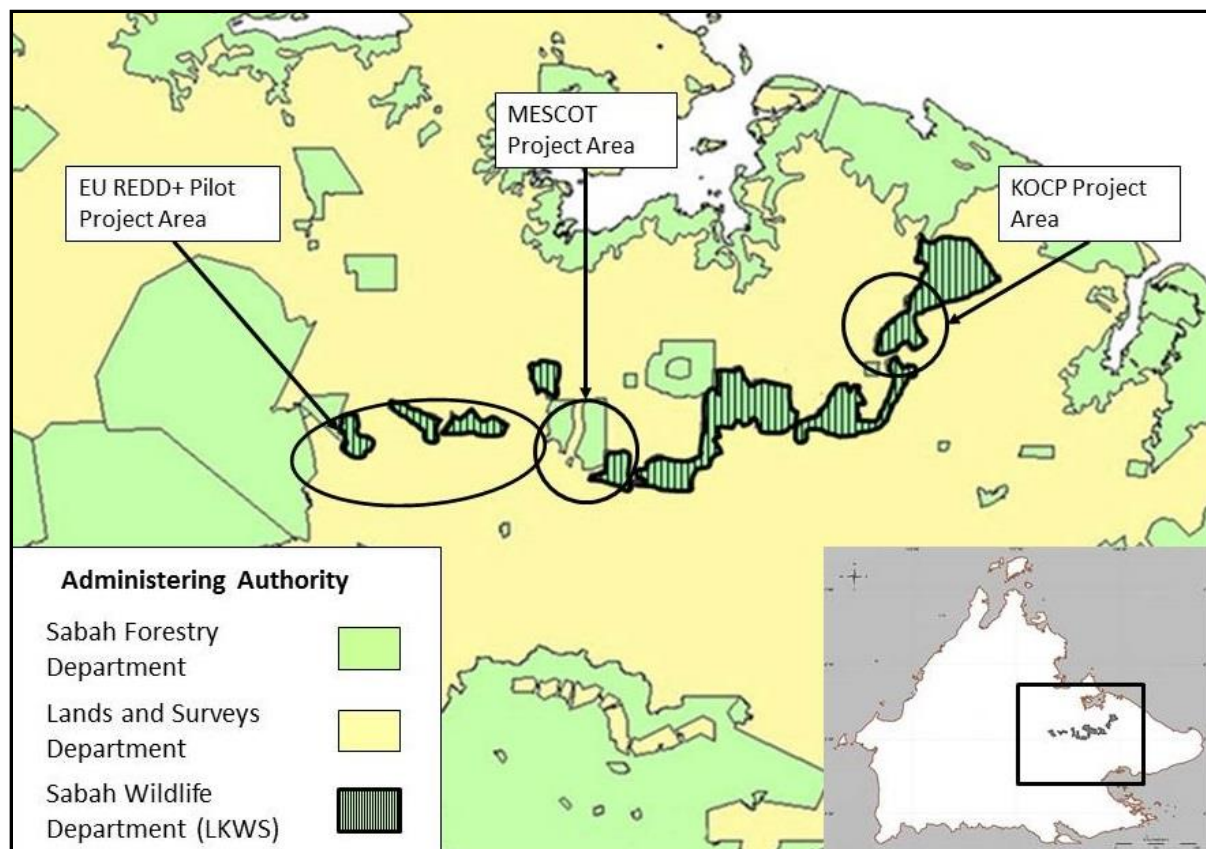 MESCOT
Project Area
EU REDD+ Pilot
Project Area
KOCP Project
Area
Administering Authority
Sabah Forestry
Department
Lands and Surveys
Department
Sabah Wildlife
Department (LKWS)